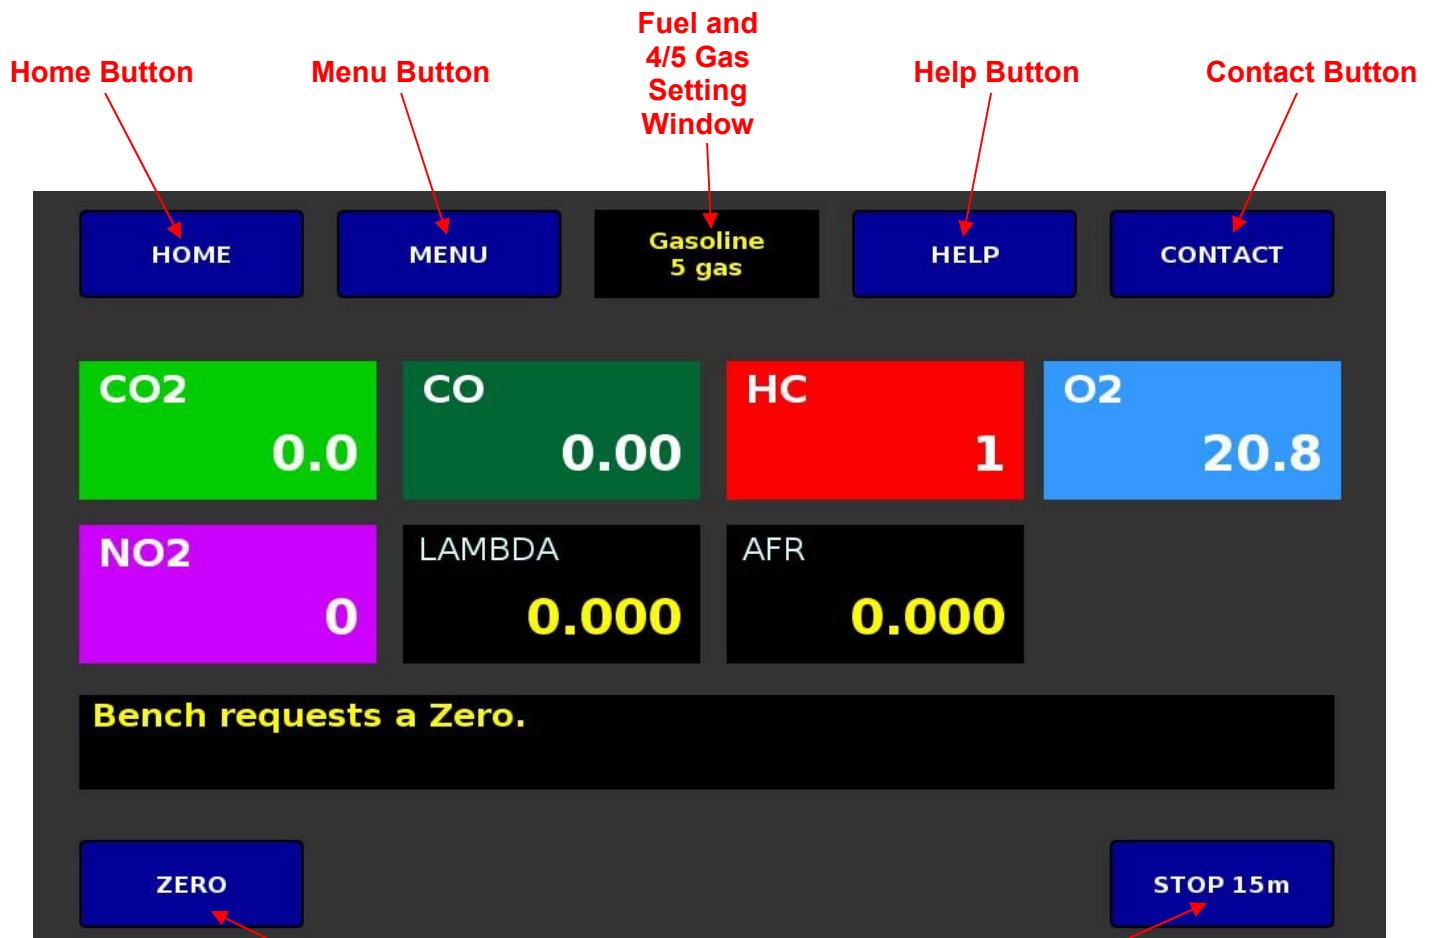 Fuel and
4/5 Gas
Setting
Window
Home Button
Menu Button
Help Button
Contact Button
HOME
MENU
Gasoline
5 gas
HELP
CONTACT
CO2
0.0
CO
0.00
HC
1
O2
20.8
NO2
0
LAMBDA
0.000
AFR
0.000
Bench requests a Zero.
ZERO
STOP 15m